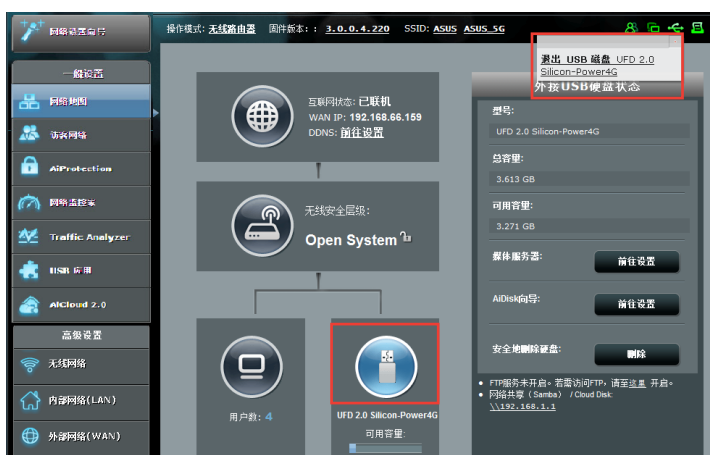 网络设置向导
操作模式: 无线路由器 固件版本: : 3.0.0.4.220 SSID: ASUS ASUS_5G
退出 USB 磁盘 UFD 2.0
Silicon-Power4G
一般设置
网络地图
访客网络
AiProtection
网络监控家
Traffic Analyzer
USB 应用
AiCloud 2.0
高级设置
无线网络
内部网络(LAN)
外部网络(WAN)
互联网状态: 已联机
WAN IP: 192.168.66.159
DDNS: 前往设置
无线安全层级:
Open System
用户数: 4
UFD 2.0 Silicon-Power4G
可用容量:
外接USB硬盘状态
型号:
UFD 2.0 Silicon-Power4G
总容量:
3.613 GB
可用容量:
3.271 GB
媒体服务器:
前往设置
AiDisk向导:
前往设置
安全地删除硬盘:
删除
• FTP服务未开启。若需访问FTP, 请至这里 开启。
• 网络共享 (Samba) / Cloud Disk:
\\192.168.1.1